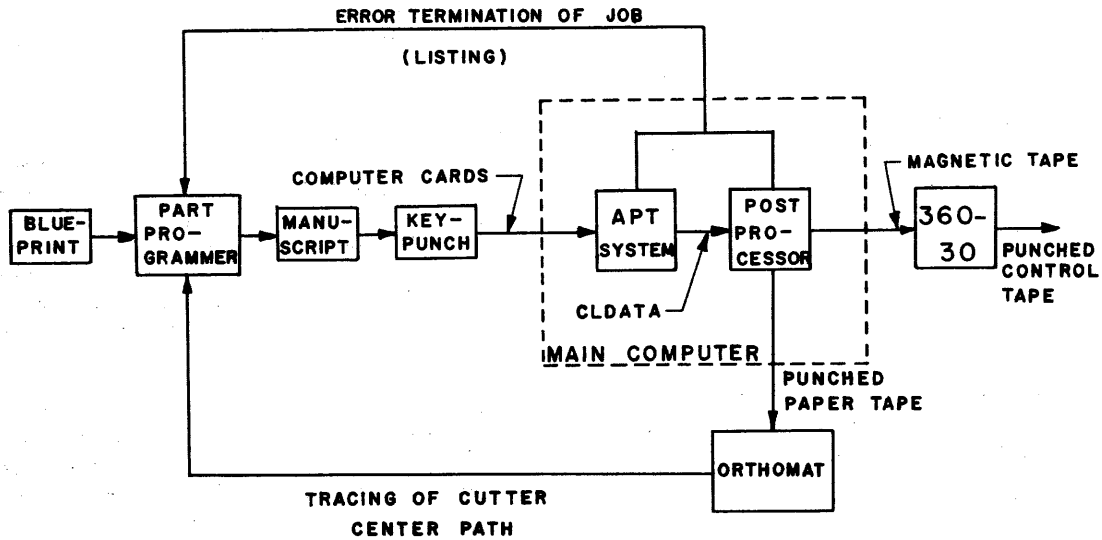 ERROR TERMINATION OF JOB
(LISTING)
MAGNETIC TAPE
COMPUTER CARDS
BLUE-
PRINT
PART
PRO-
GRAMMER
MANU-
SCRIPT
KEY-
PUNCH
APT
SYSTEM
POST
PRO-
CESSOR
360-
30
PUNCHED
CONTROL
TAPE
CLDATA
MAIN COMPUTER
PUNCHED
PAPER TAPE
ORTHOMAT
TRACING OF CUTTER
CENTER PATH